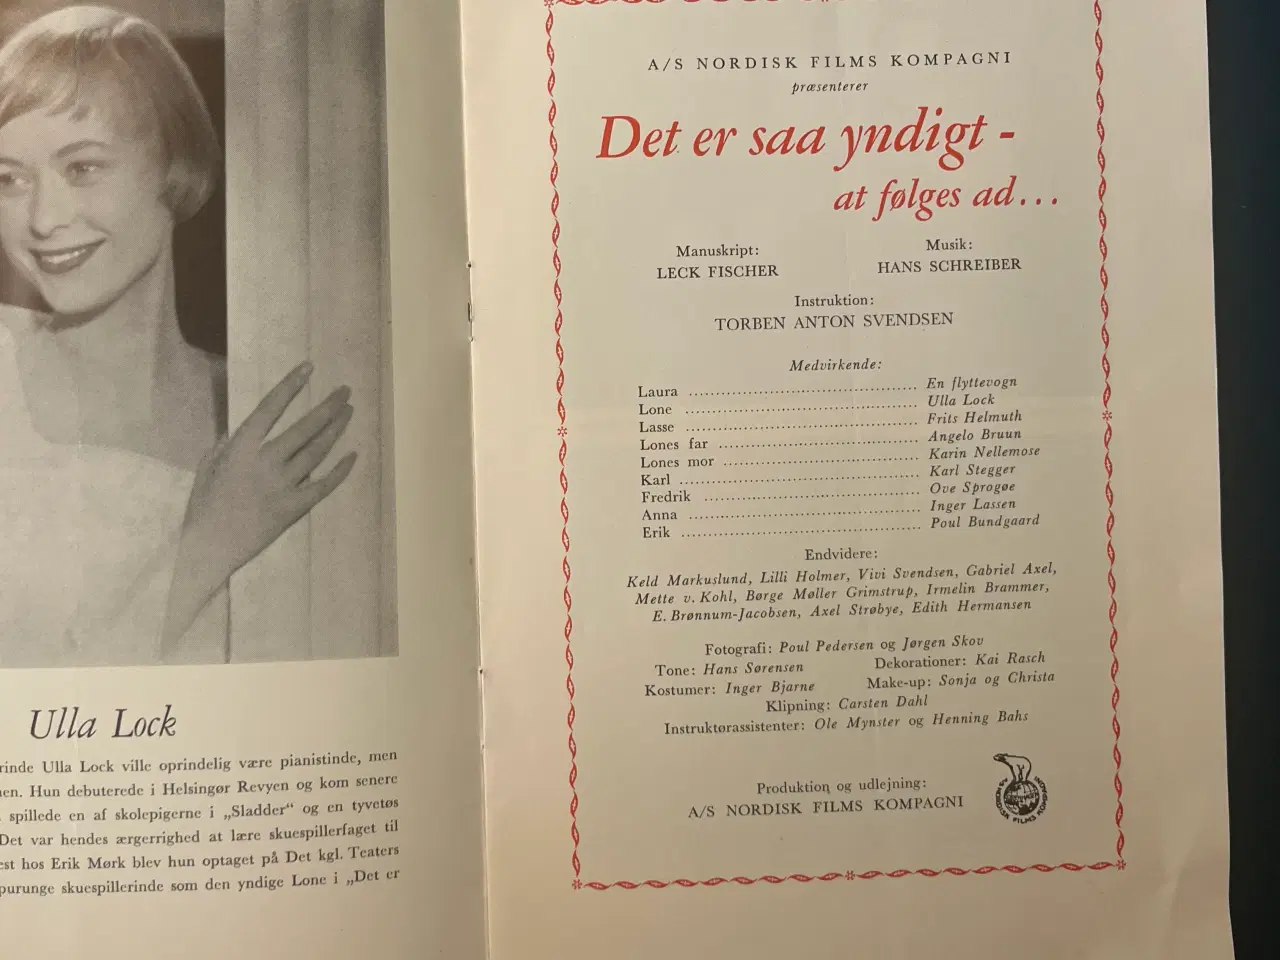 Ulla Lock
rinde Ulla Lock ville oprindelig være pianistinde, men
en. Hun debuterede i Helsingør Revyen og kom senere
spillede en af skolepigerne i „Sladder“ og en tyvetøs
Det var hendes ærgerrighed at lære skuespillerfaget til
est hos Erik Mørk blev hun optaget på Det kgl. Teaters
purunge skuespillerinde som den yndige Lone i „Det er
A/S NORDISK FILMS KOMPAGNI
præsenterer
Det er saa yndigt -
at følges ad...
Manuskript:
LECK FISCHER
Musik:
HANS SCHREIBER
Instruktion:
TORBEN ANTON SVENDSEN
Medvirkende:
Laura ........................................ En flyttevogn
Lone ........................................ Ulla Lock
Lasse ........................................ Frits Helmuth
Lones far ................................... Angelo Bruun
Lones mor .................................. Karin Nellemose
Karl .......................................... Karl Stegger
Fredrik ..................................... Ove Sprogøe
Anna ........................................ Inger Lassen
Erik .......................................... Poul Bundgaard
Endvidere:
Keld Markuslund, Lilli Holmer, Vivi Svendsen, Gabriel Axel,
Mette v. Kohl, Børge Møller Grimstrup, Irmelin Brammer,
E. Brønnum-Jacobsen, Axel Strøbye, Edith Hermansen
Fotografi: Poul Pedersen og Jørgen Skov
Tone: Hans Sørensen Dekorationer: Kai Rasch
Kostumer: Inger Bjarne Make-up: Sonja og Christa
Klipning: Carsten Dahl
Instruktørassistenter: Ole Mynster og Henning Bahs
Produktion og udlejning:
A/S NORDISK FILMS KOMPAGNI